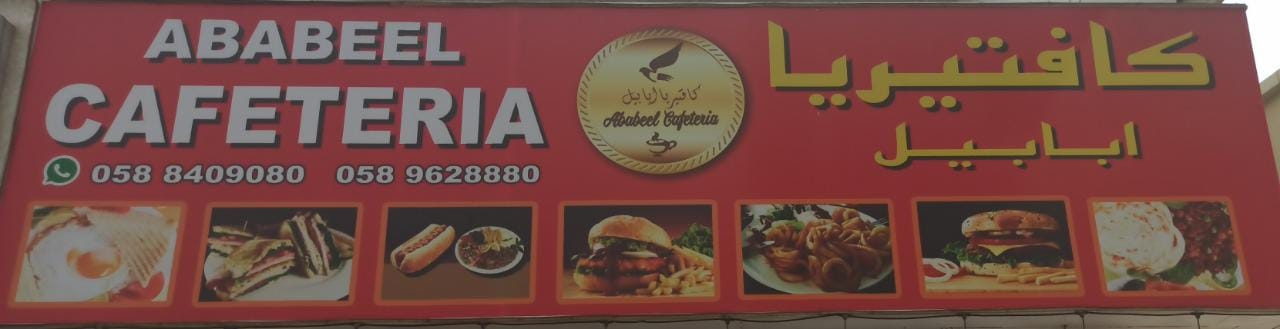 ABABEEL
CAFETERIA
058 8409080 058 9628880
كافتيريا ابابيل
Ababeel Cafeteria
كافتيريا
ابابيل